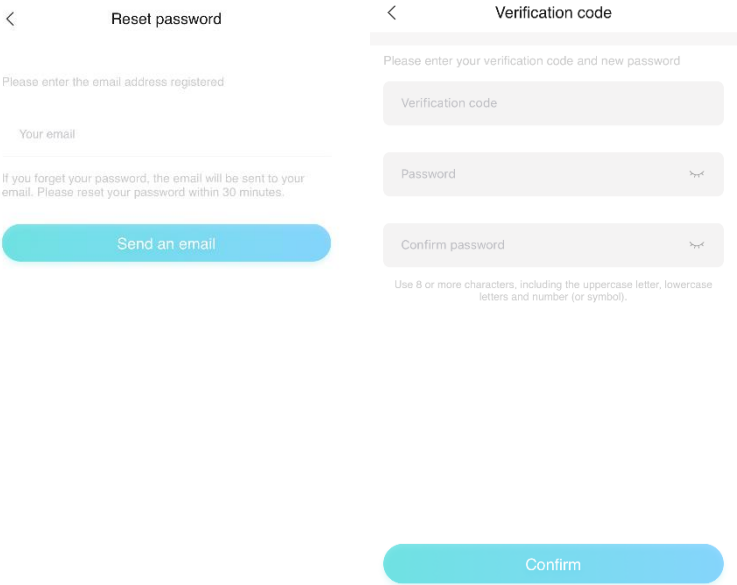 Reset password
Please enter the email address registered
Your email
If you forget your password, the email will be sent to your
email. Please reset your password within 30 minutes.
Send an email
Verification code
Please enter your verification code and new password
Verification code
Password
Confirm password
Use 8 or more characters, including the uppercase letter, lowercase
letters and number (or symbol).
Confirm